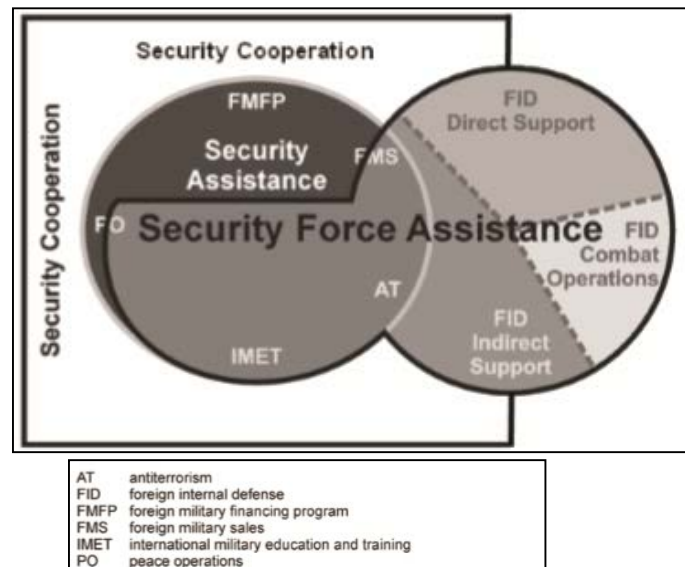 Security Cooperation
Security Cooperation
FMFP
Security
Assistance
FMS
FID
Direct Support
PO
Security Force Assistance
FID
Combat
Operations
AT
IMET
FID
Indirect
Support
AT antiterrorism
FID foreign internal defense
FMFP foreign military financing program
FMS foreign military sales
IMET international military education and training
PO peace operations